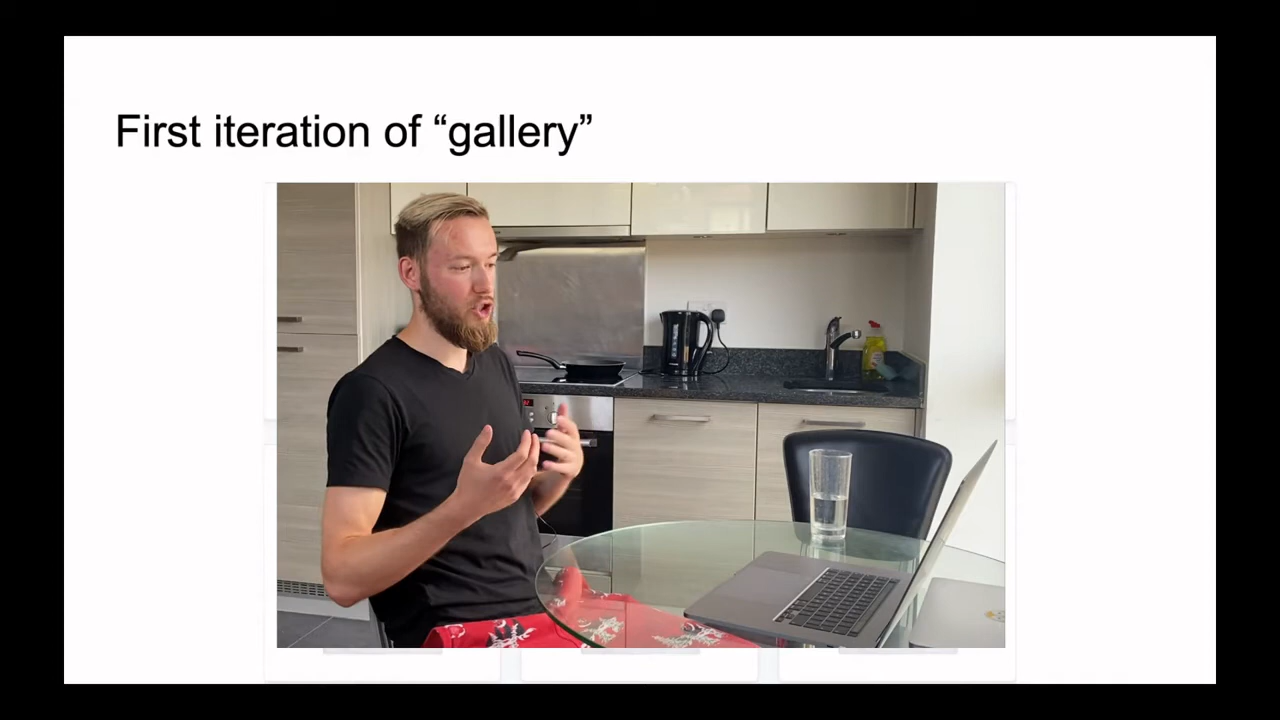 First iteration of “gallery”